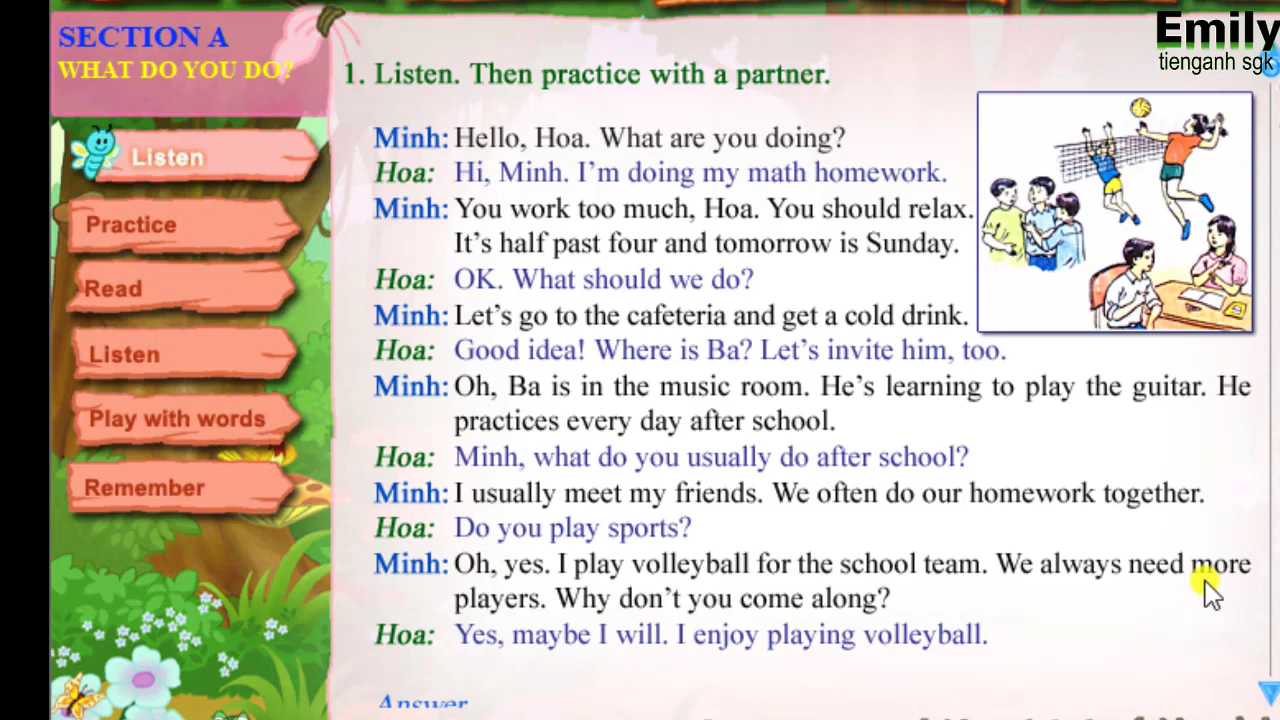 SECTION A
WHAT DO YOU DO?
Emily
tienganh sgk
Listen
Practice
Read
Listen
Play with words
Remember
1. Listen. Then practice with a partner.
Minh: Hello, Hoa. What are you doing?
Hoa: Hi, Minh. I'm doing my math homework.
Minh: You work too much, Hoa. You should relax.
It's half past four and tomorrow is Sunday.
Hoa: OK. What should we do?
Minh: Let's go to the cafeteria and get a cold drink.
Hoa: Good idea! Where is Ba? Let's invite him, too.
Minh: Oh, Ba is in the music room. He's learning to play the guitar. He
practices every day after school.
Hoa: Minh, what do you usually do after school?
Minh: I usually meet my friends. We often do our homework together.
Hoa: Do you play sports?
Minh: Oh, yes. I play volleyball for the school team. We always need more
players. Why don't you come along?
Hoa: Yes, maybe I will. I enjoy playing volleyball.
Answer